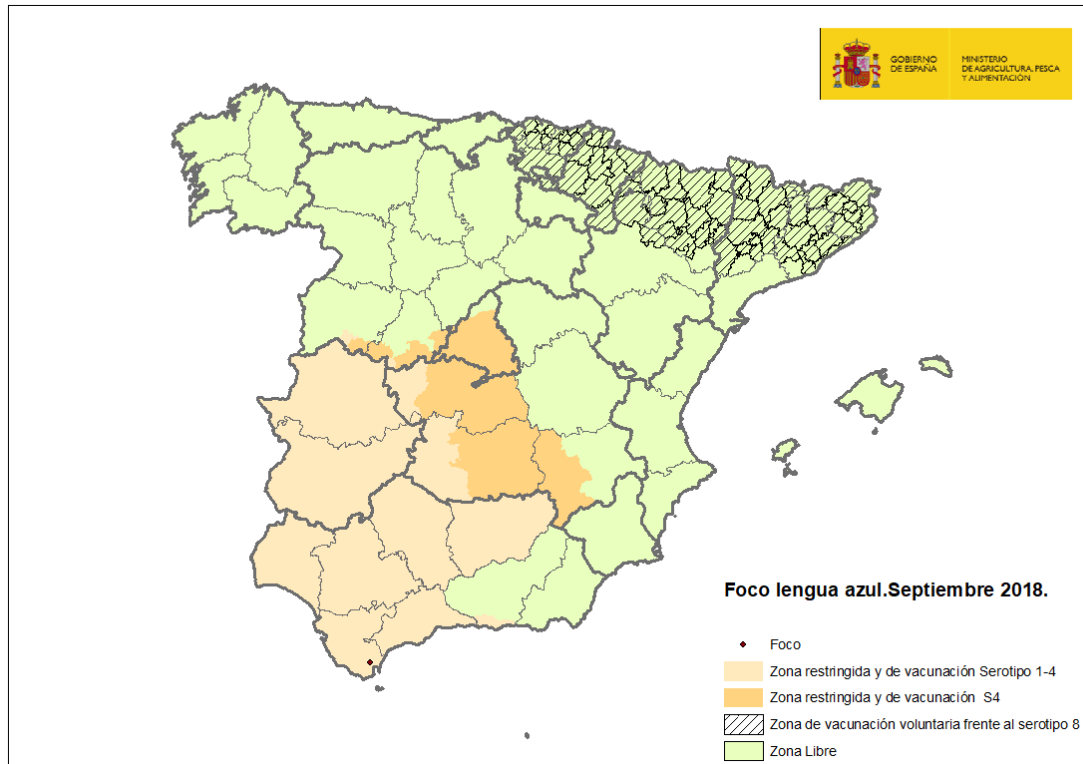 GOBIERNO
DE ESPAÑA
MINISTERIO
DE AGRICULTURA, PESCA
Y ALIMENTACIÓN
Foco lengua azul.Septiembre 2018.
Foco
Zona restringida y de vacunación Serotipo 1-4
Zona restringida y de vacunación S4
Zona de vacunación voluntaria frente al serotipo 8
Zona Libre